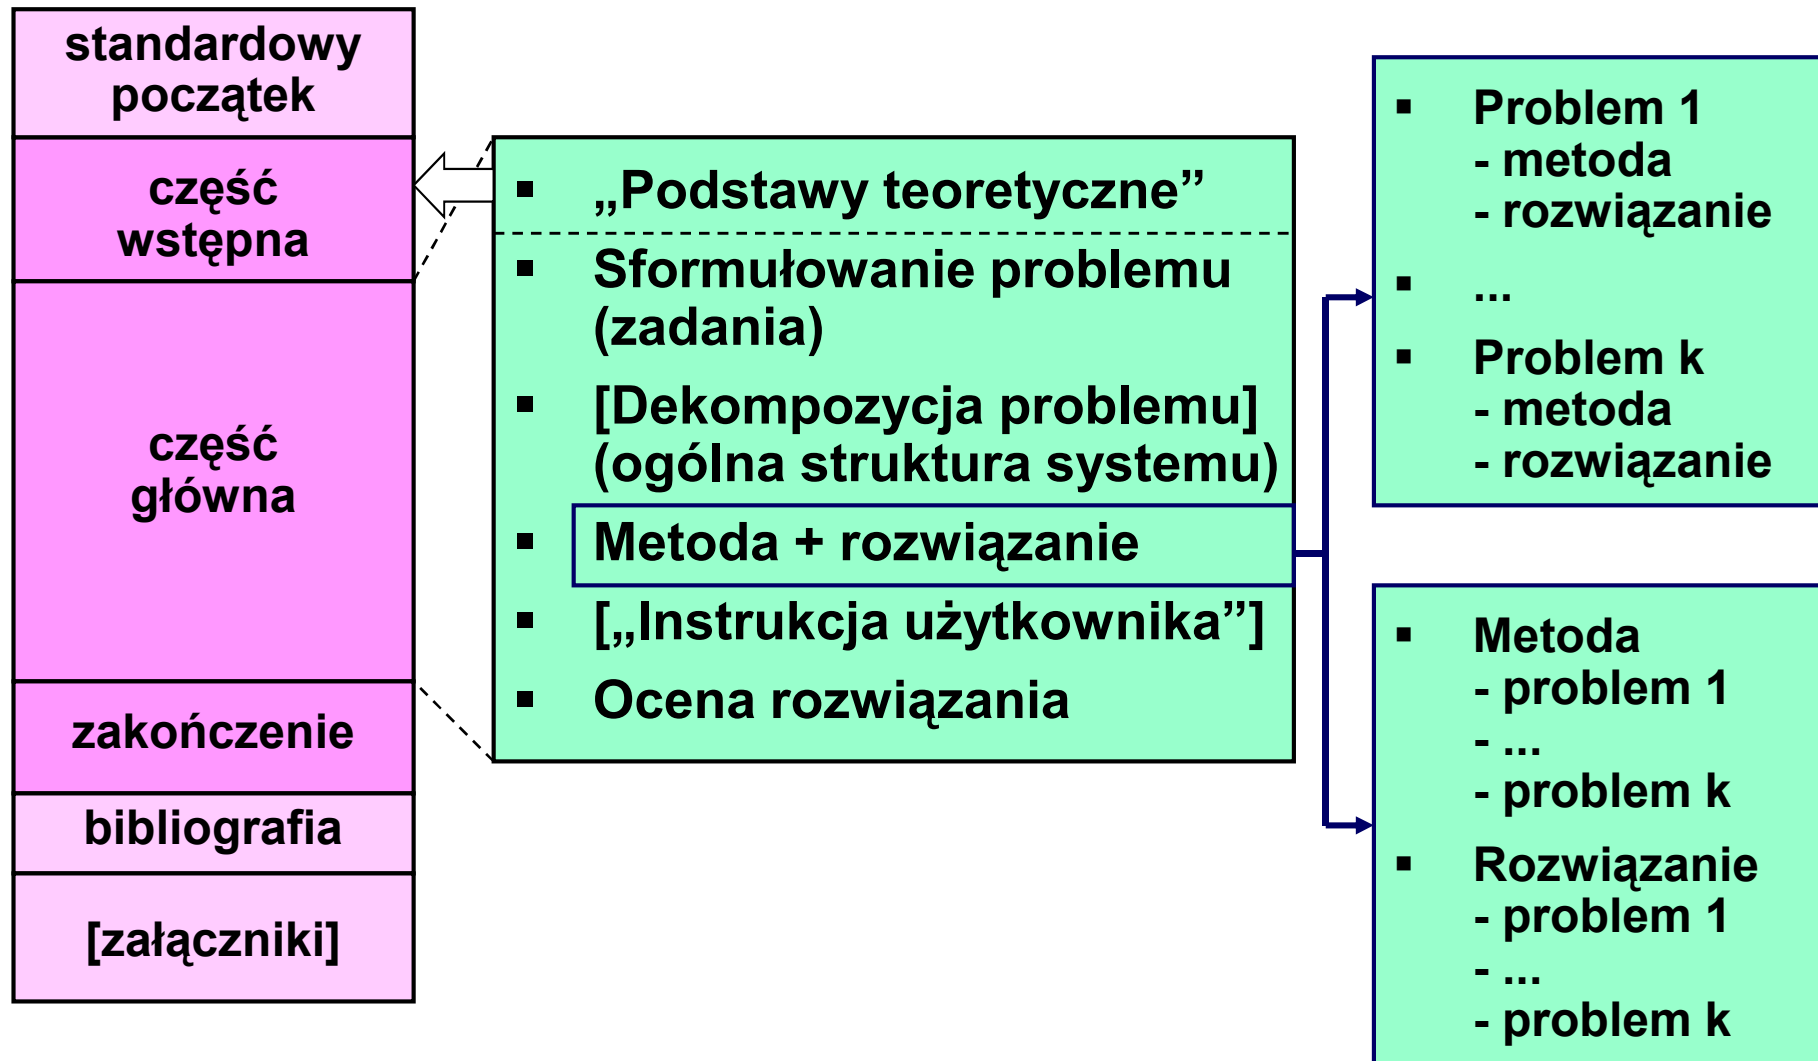 standardowy
początek
część
wstępna
część
główna
zakończenie
bibliografia
[załączniki]
▪ „Podstawy teoretyczne”
▪ Sformułowanie problemu
(zadania)
▪ [Dekompozycja problemu]
(ogólna struktura systemu)
▪ Metoda + rozwiązanie
▪ [„Instrukcja użytkownika”]
▪ Ocena rozwiązania
▪ Problem 1
- metoda
- rozwiązanie
▪ ...
▪ Problem k
- metoda
- rozwiązanie
▪ Metoda
- problem 1
- ...
- problem k
▪ Rozwiązanie
- problem 1
- ...
- problem k